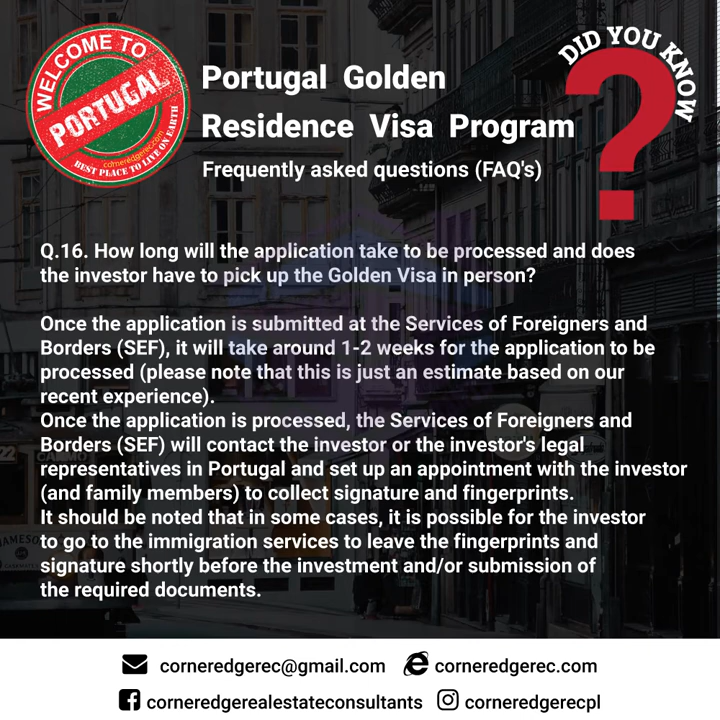 WELCOME TO
PORTUGAL
corneredgerec.com
BEST PLACE TO LIVE ON EARTH
Portugal Golden
Residence Visa Program
Frequently asked questions (FAQ's)
DID YOU KNOW
?
Q.16. How long will the application take to be processed and does
the investor have to pick up the Golden Visa in person?
Once the application is submitted at the Services of Foreigners and
Borders (SEF), it will take around 1-2 weeks for the application to be
processed (please note that this is just an estimate based on our
recent experience).
Once the application is processed, the Services of Foreigners and
Borders (SEF) will contact the investor or the investor's legal
representatives in Portugal and set up an appointment with the investor
(and family members) to collect signature and fingerprints.
It should be noted that in some cases, it is possible for the investor
to go to the immigration services to leave the fingerprints and
signature shortly before the investment and/or submission of
the required documents.
22
JAMESON
corneredgerec@gmail.com corneredgerec.com
corneredgerealestateconsultants corneredgerecpl